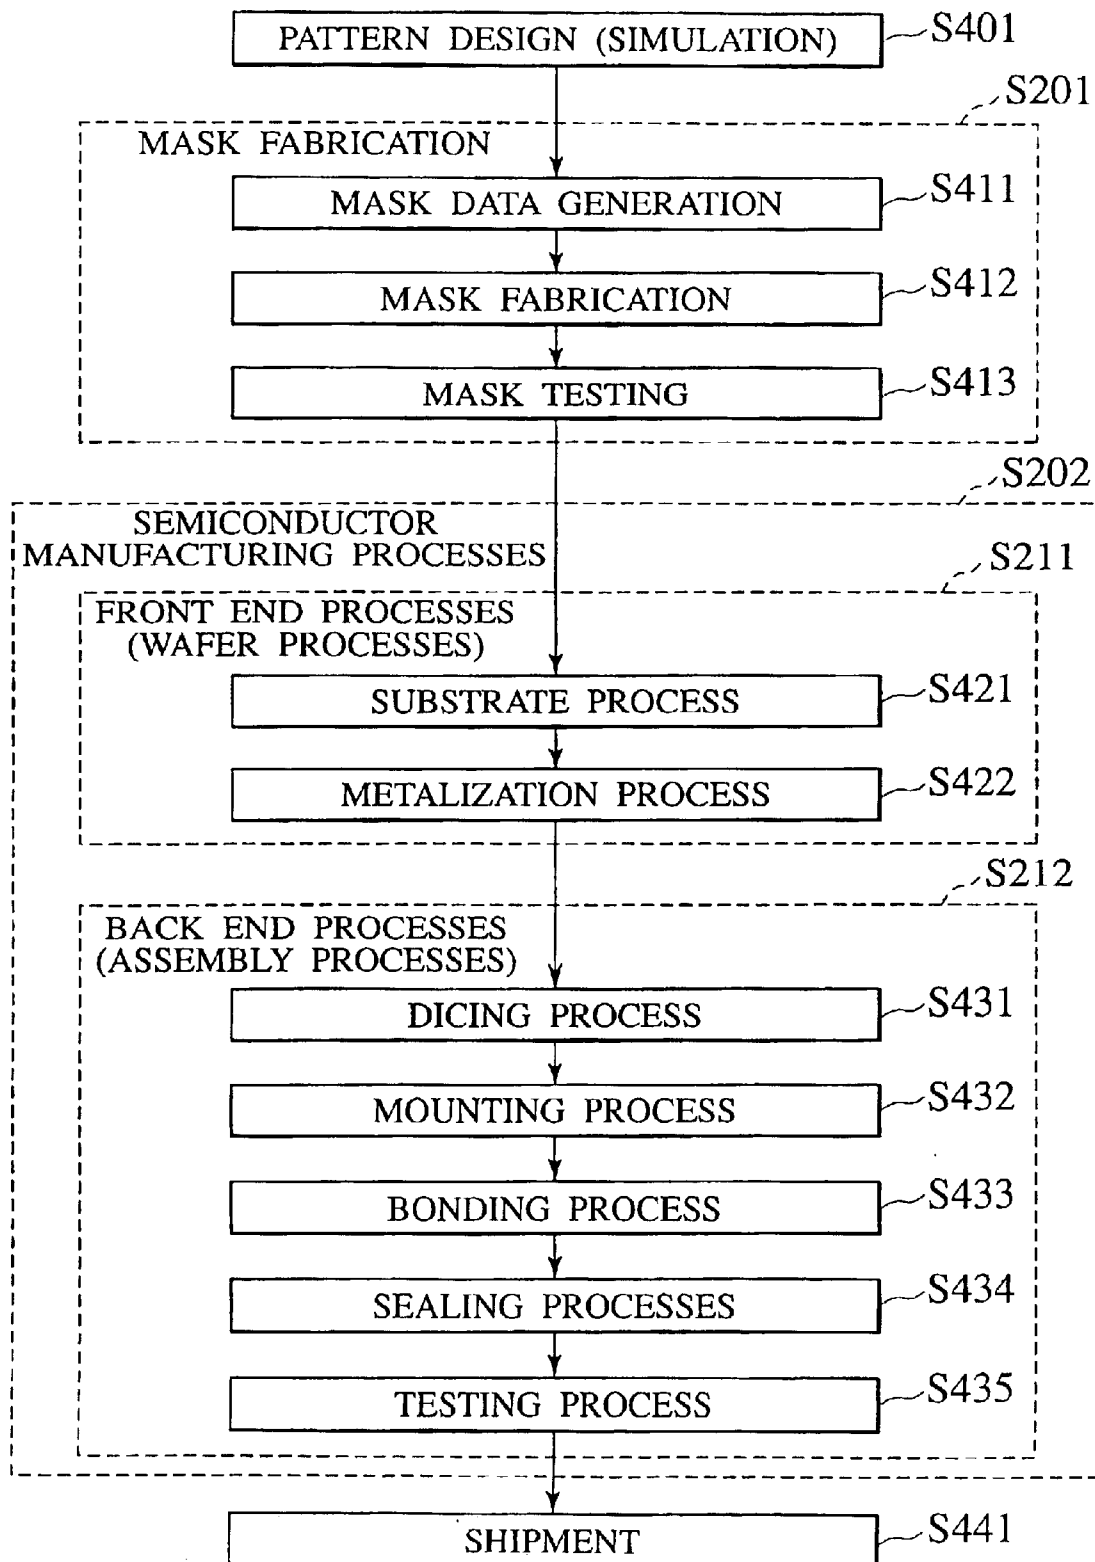 PATTERN DESIGN (SIMULATION) S401
S201
MASK FABRICATION
MASK DATA GENERATION S411
MASK FABRICATION S412
MASK TESTING S413
S202
SEMICONDUCTOR
MANUFACTURING PROCESSES
S211
FRONT END PROCESSES
(WAFER PROCESSES)
SUBSTRATE PROCESS S421
METALIZATION PROCESS S422
S212
BACK END PROCESSES
(ASSEMBLY PROCESSES)
DICING PROCESS S431
MOUNTING PROCESS S432
BONDING PROCESS S433
SEALING PROCESSES S434
TESTING PROCESS S435
SHIPMENT S441